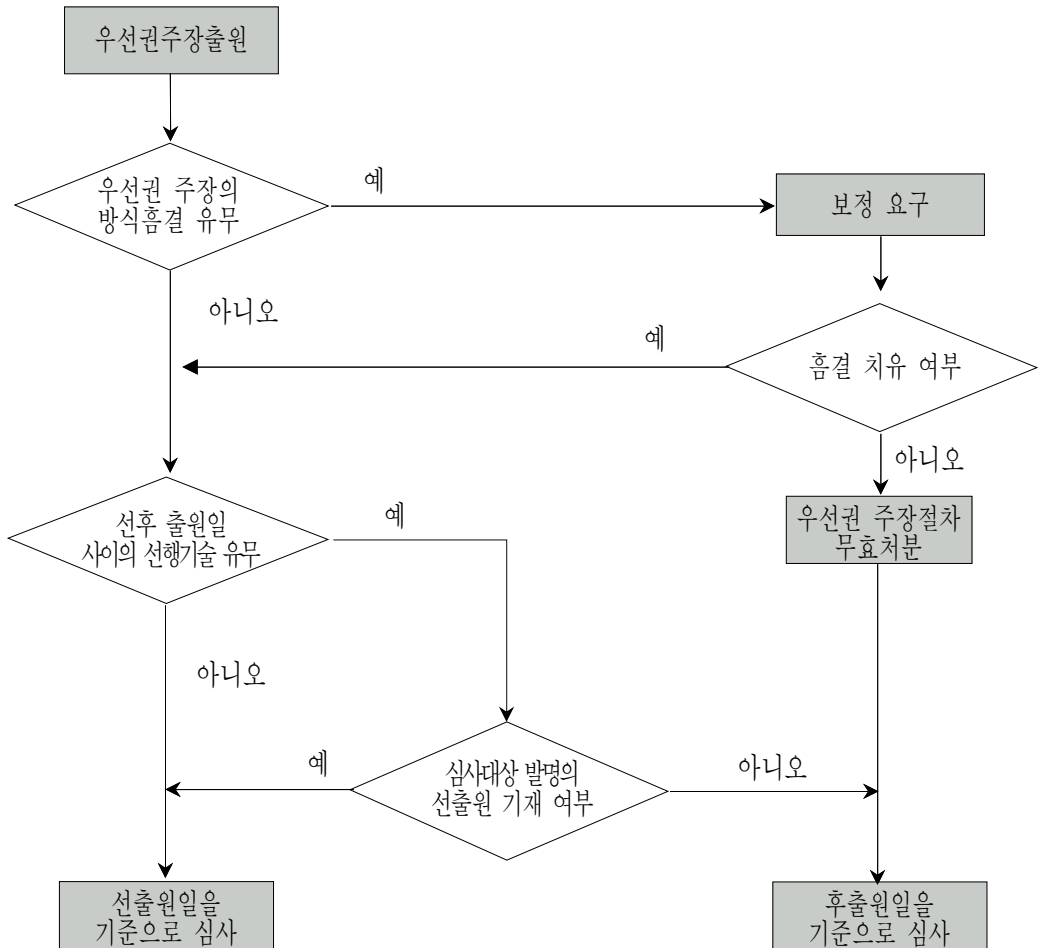 우선권주장출원
우선권 주장의
방식흠결 유무
예
보정 요구
아니오
예
흠결 치유 여부
아니오
선후 출원일
사이의 선행기술 유무
예
우선권 주장절차
무효처분
아니오
예
심사대상 발명의
선출원 기재 여부
아니오
선출원일을
기준으로 심사
후출원일을
기준으로 심사